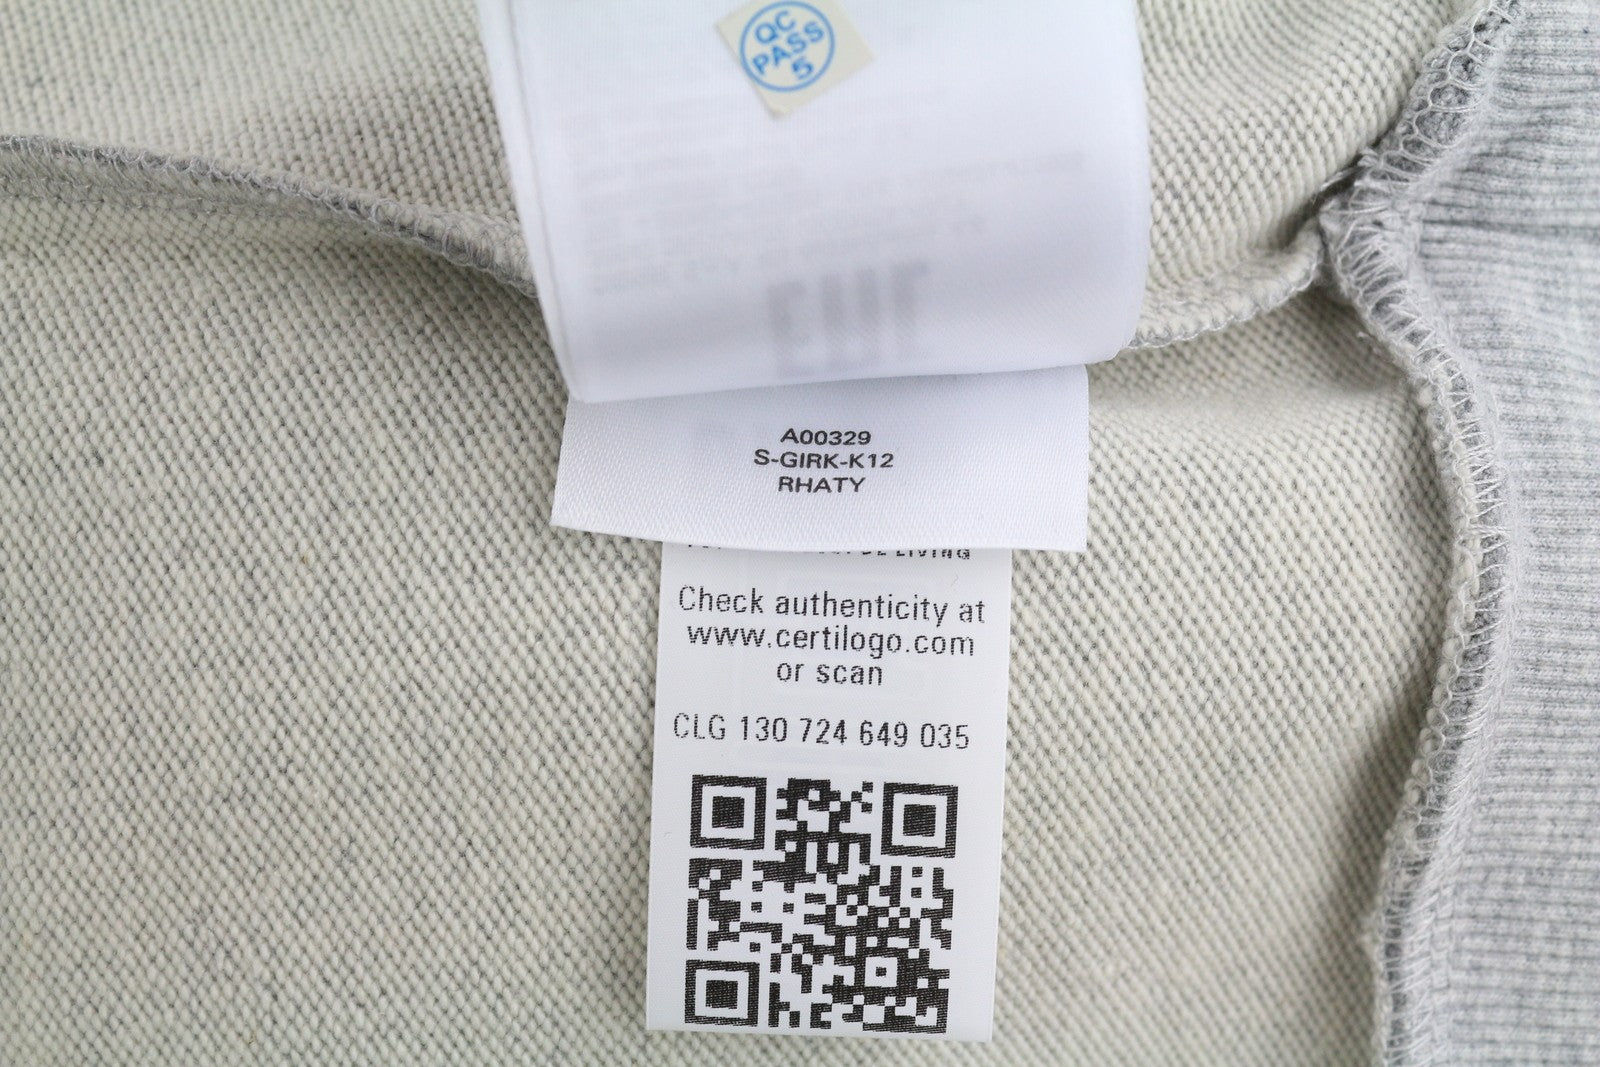 QC
PASS
5
A00329
S-GIRK-K12
RHATY
LIVING
Check authenticity at
www.certilogo.com
or scan
CLG 130 724 649 035